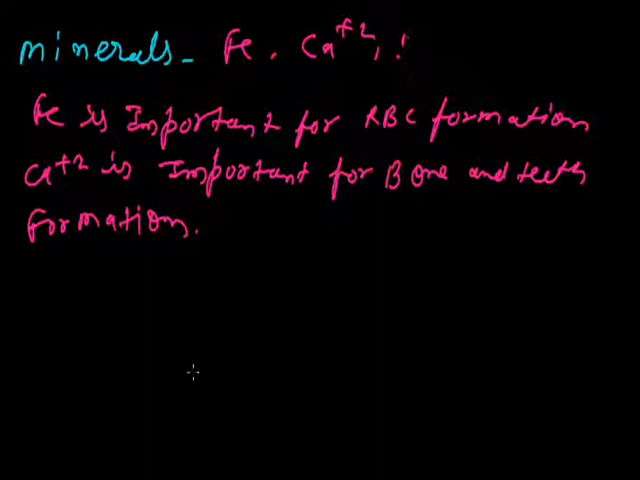 minerals - Fe, Ca+2, !
Fe is Important for RBC formation
Ca+2 is Important for Bone and teeth
Formation.